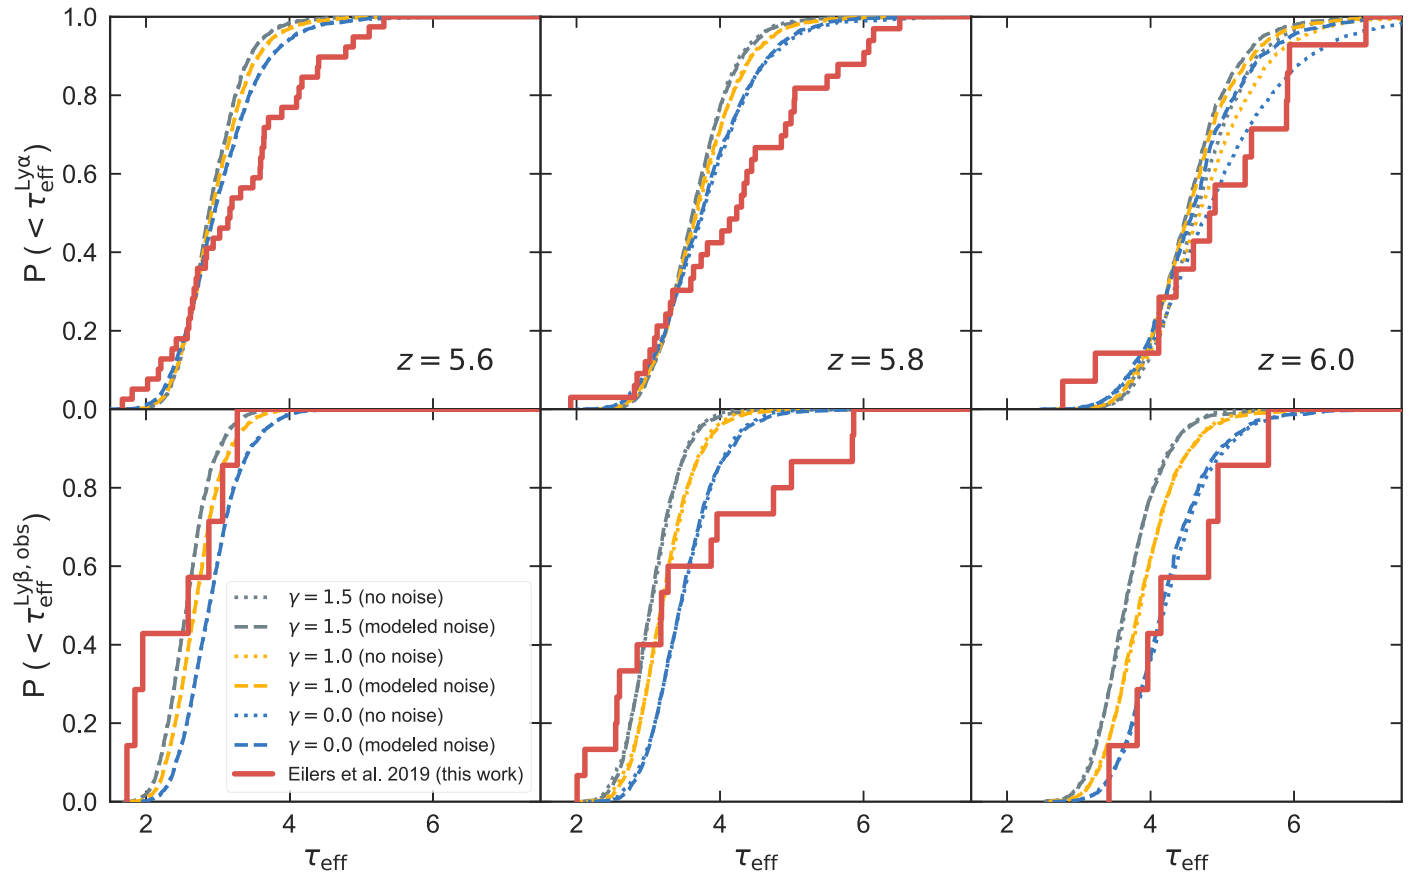 1.0
0.8
0.6
0.4
0.2
0.0
P ( < τ_eff^Lyα)
z = 5.6
z = 5.8
z = 6.0
0.8
0.6
0.4
0.2
0.0
P ( < τ_eff^Lyβ, obs)
γ = 1.5 (no noise)
γ = 1.5 (modeled noise)
γ = 1.0 (no noise)
γ = 1.0 (modeled noise)
γ = 0.0 (no noise)
γ = 0.0 (modeled noise)
Eilers et al. 2019 (this work)
2 4 6
2 4 6
2 4 6
τ_eff
τ_eff
τ_eff